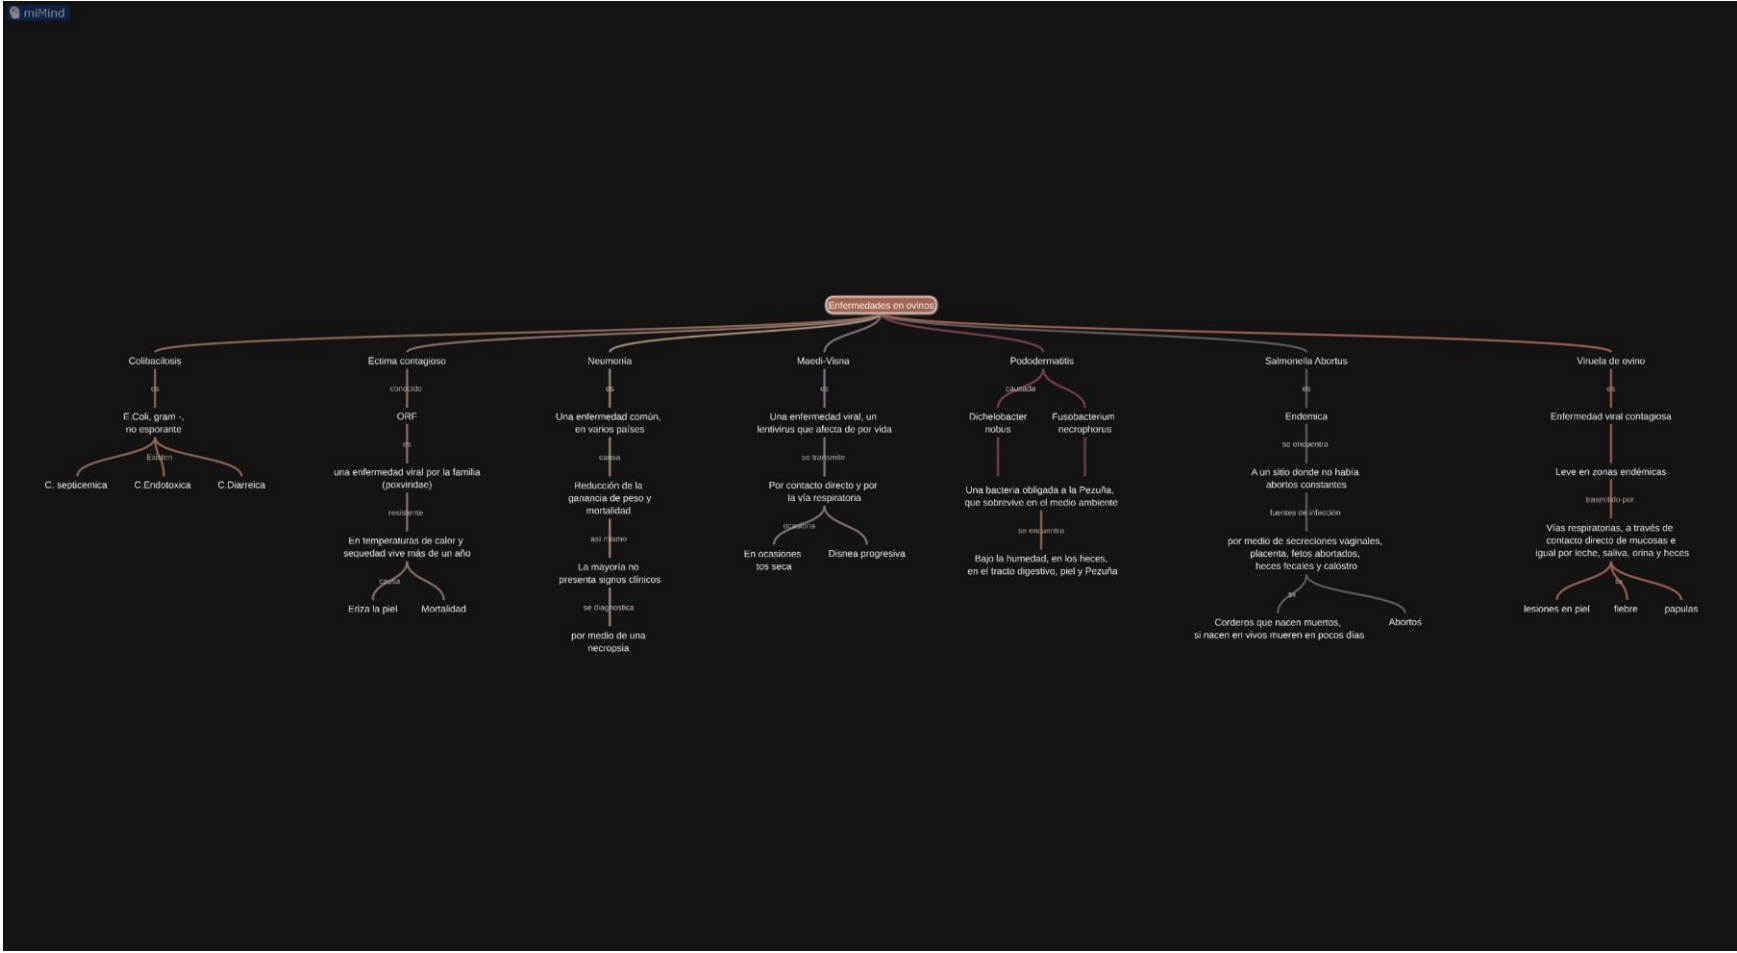 miMind
Enfermedades en ovinos
Colibacilosis
es
E.Coli, gram -,
no esporante
Existen
C. septicemica
C.Endotoxica
C.Diarreica
Ectima contagioso
conocido
ORF
es
una enfermedad viral por la familia
(poxviridae)
resistente
En temperaturas de calor y
sequedad vive más de un año
causa
Eriza la piel
Mortalidad
Neumonía
es
Una enfermedad común,
en varios países
causa
Reducción de la
ganancia de peso y
mortalidad
así mismo
La mayoría no
presenta signos clínicos
se diagnostica
por medio de una
necropsia
Maedi-Visna
es
Una enfermedad viral, un
lentivirus que afecta de por vida
se transmite
Por contacto directo y por
la vía respiratoria
ocasiona
En ocasiones
tos seca
Disnea progresiva
Pododermatitis
causada
Dichelobacter
nobus
Fusobacterium
necrophorus
Una bacteria obligada a la Pezuña,
que sobrevive en el medio ambiente
se encuentra
Bajo la humedad, en los heces,
en el tracto digestivo, piel y Pezuña
Salmonella Abortus
es
Endemica
se encuentra
A un sitio donde no había
abortos constantes
fuentes de infección
por medio de secreciones vaginales,
placenta, fetos abortados,
heces fecales y calostro
sx
Corderos que nacen muertos,
si nacen en vivos mueren en pocos días
Abortos
Viruela de ovino
es
Enfermedad viral contagiosa
Leve en zonas endémicas
trasmitido por
Vías respiratorias, a través de
contacto directo de mucosas e
igual por leche, saliva, orina y heces
sx
lesiones en piel
fiebre
papulas